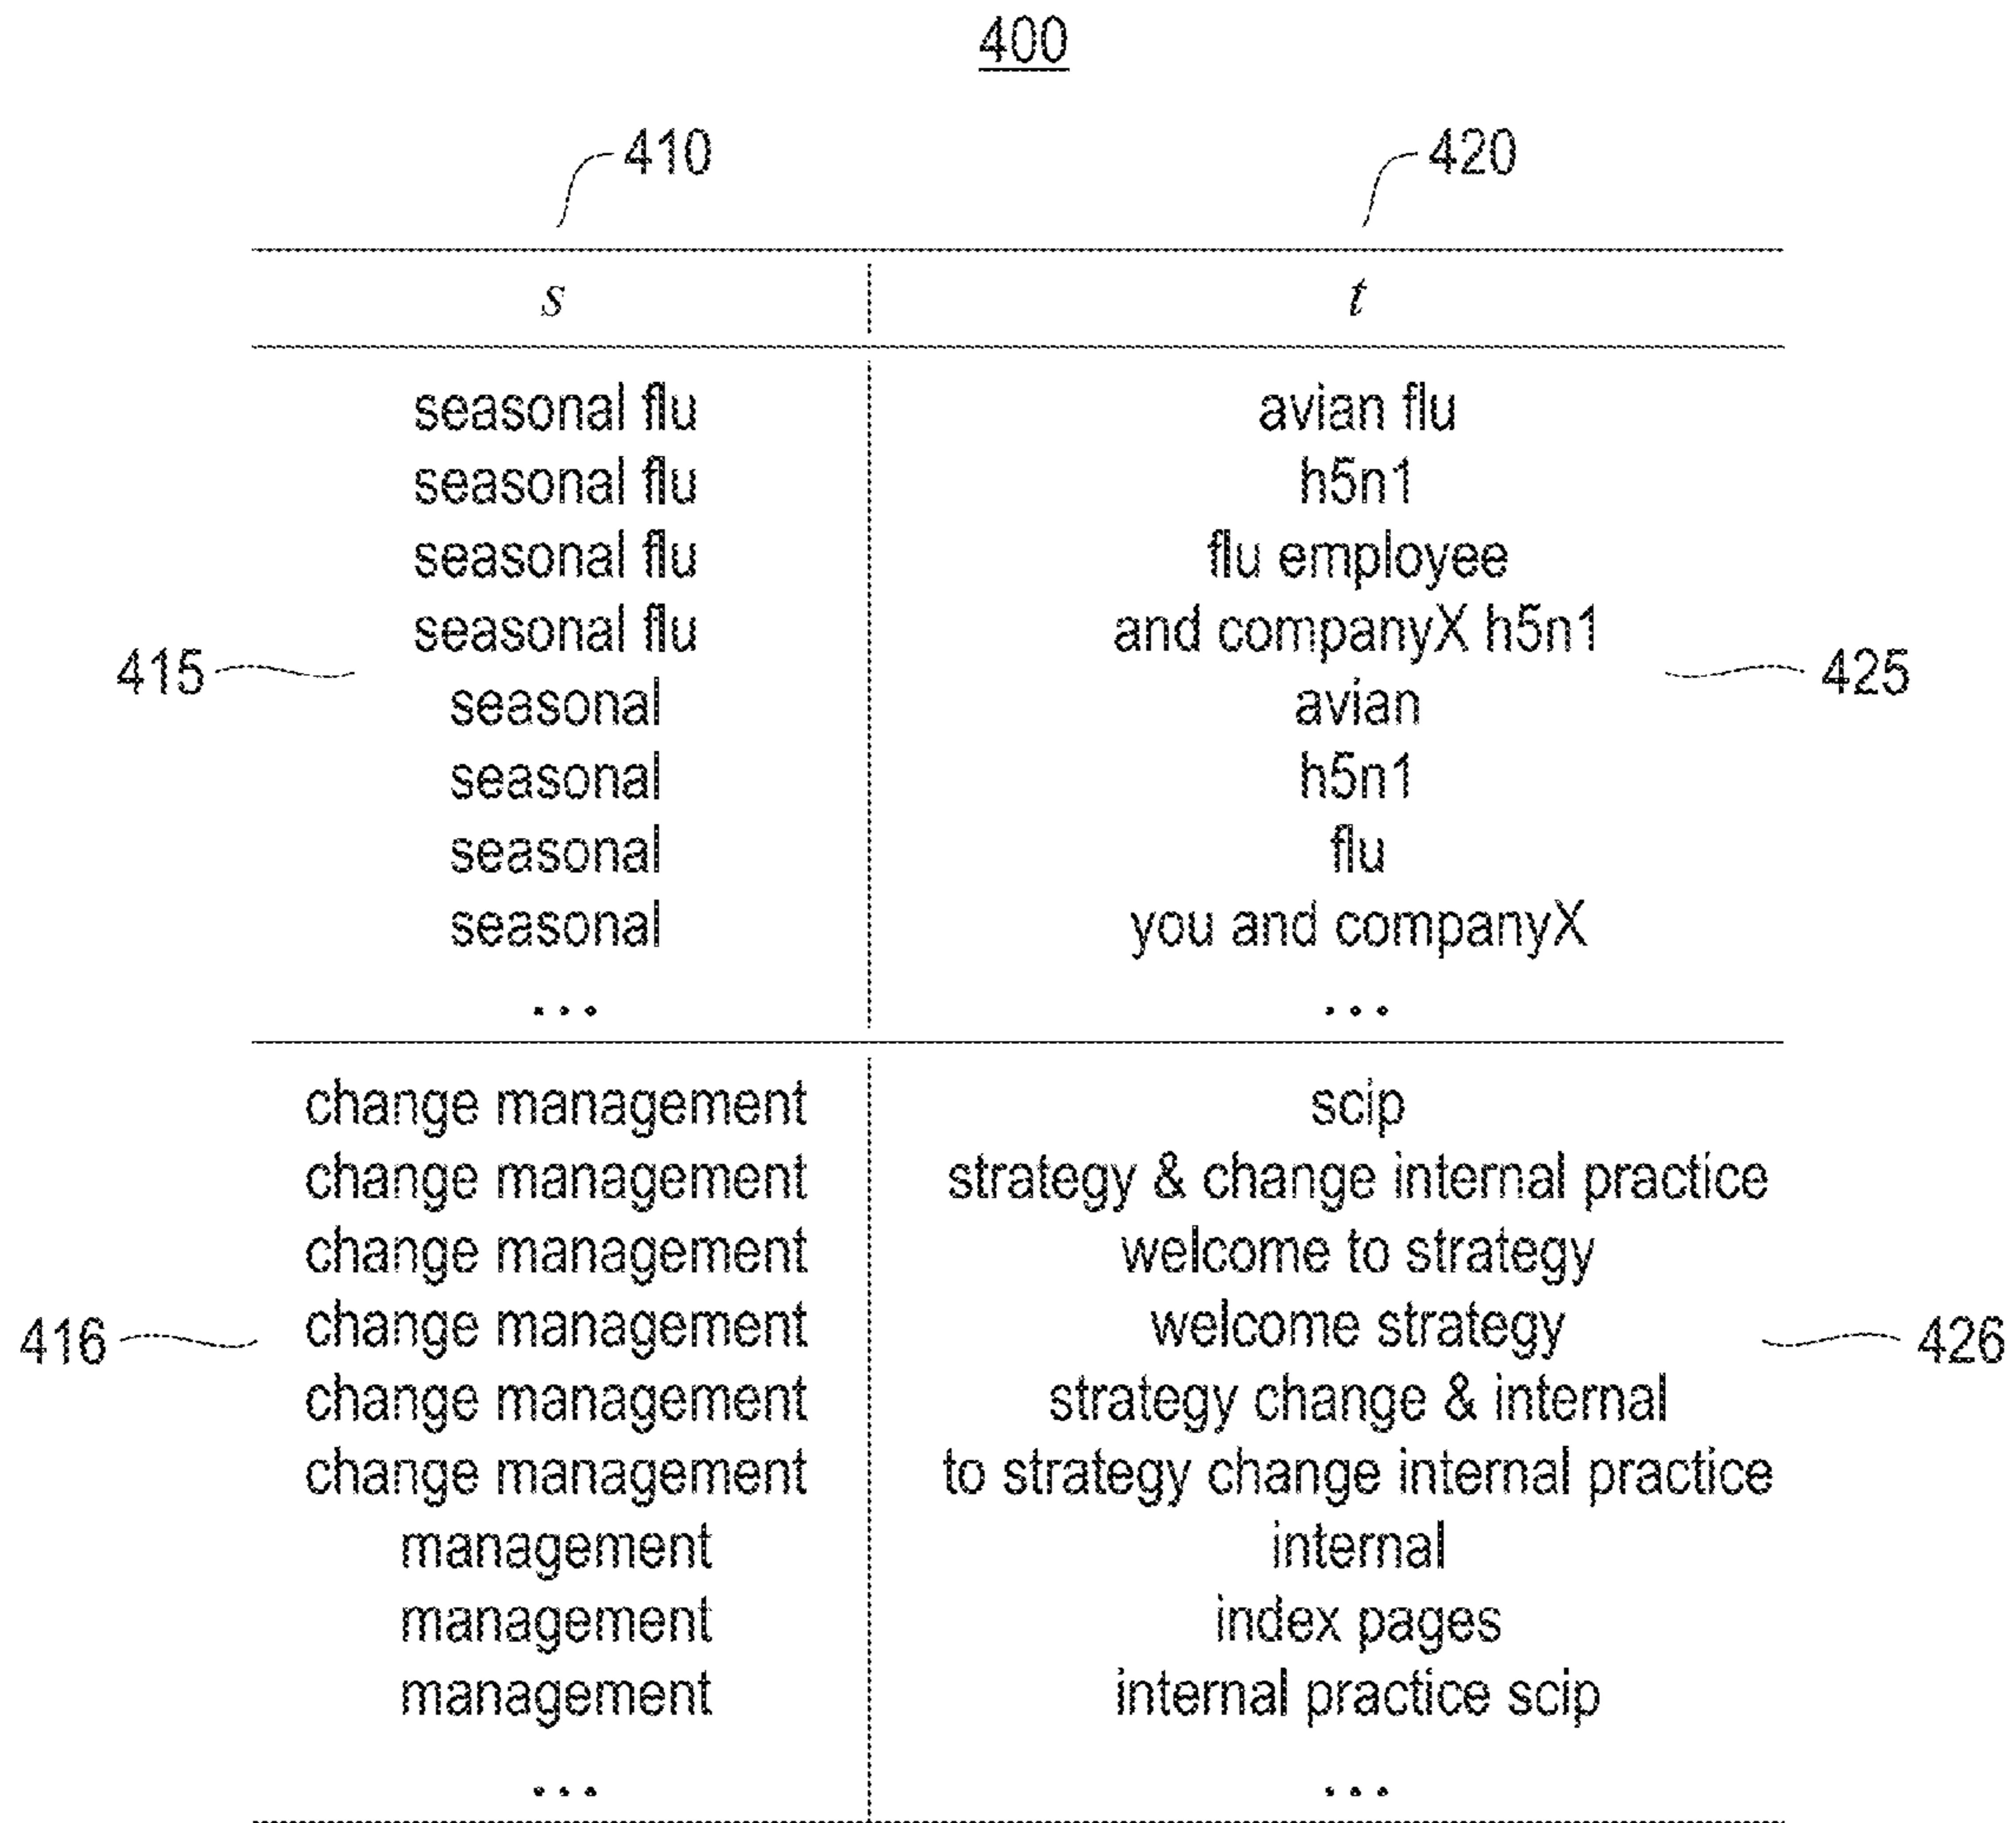 400
410 420
s t
seasonal flu avian flu
seasonal flu h5n1
seasonal flu flu employee
seasonal flu and companyX h5n1
415 425
seasonal avian
seasonal h5n1
seasonal flu
seasonal you and companyX
... ...
change management scip
change management strategy & change internal practice
change management welcome to strategy
416 change management welcome strategy 426
change management strategy change & internal
change management to strategy change internal practice
management internal
management index pages
management internal practice scip
... ...